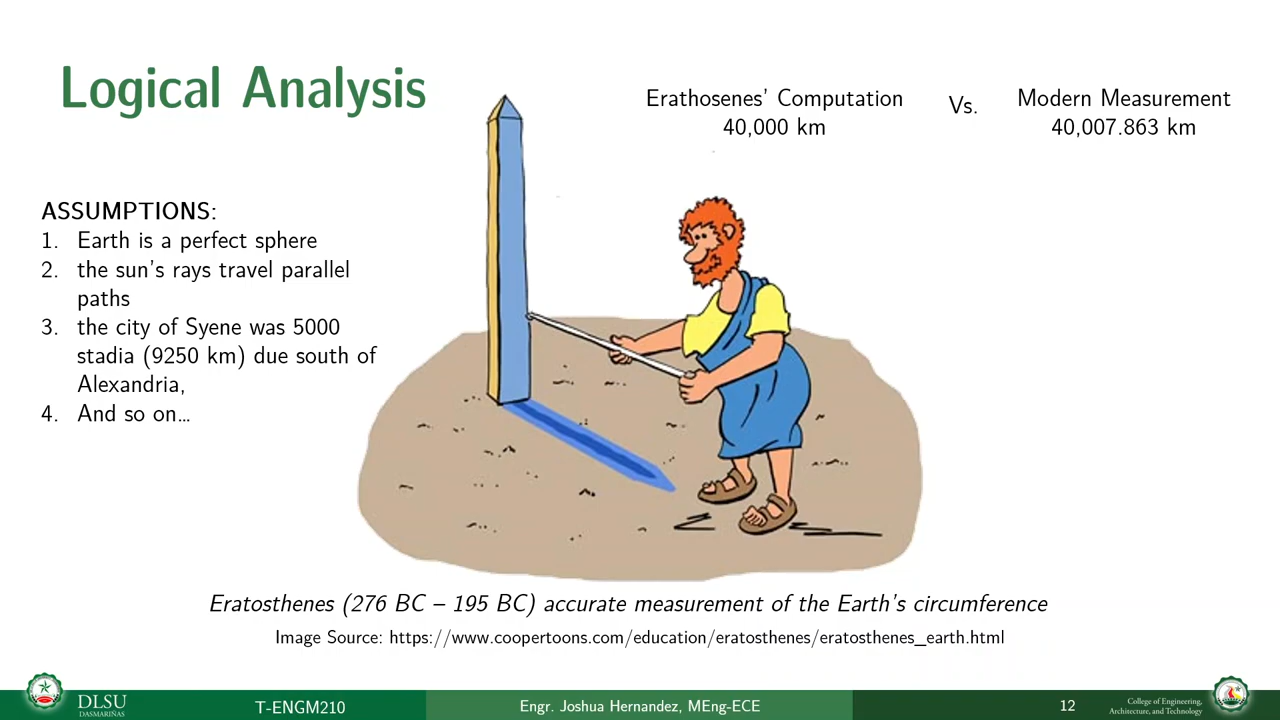 Logical Analysis
Erathosenes' Computation
40,000 km
Vs.
Modern Measurement
40,007.863 km
ASSUMPTIONS:
1. Earth is a perfect sphere
2. the sun's rays travel parallel
paths
3. the city of Syene was 5000
stadia (9250 km) due south of
Alexandria,
4. And so on…
Eratosthenes (276 BC – 195 BC) accurate measurement of the Earth's circumference
Image Source: https://www.coopertoons.com/education/eratosthenes/eratosthenes_earth.html
DLSU
DASMARIÑAS
T-ENGM210
Engr. Joshua Hernandez, MEng-ECE
12
College of Engineering,
Architecture, and Technology